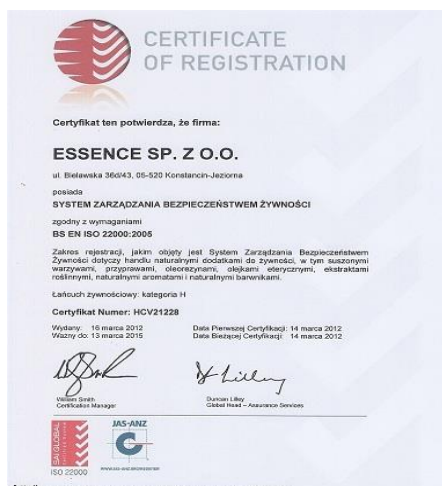 CERTIFICATE
OF REGISTRATION
Certyfikat ten potwierdza, że firma:
ESSENCE SP. Z O.O.
ul. Bielawska 36d/43, 05-520 Konstancin-Jeziorna
posiada
SYSTEM ZARZĄDZANIA BEZPIECZEŃSTWEM ŻYWNOŚCI
zgodny z wymaganiami
BS EN ISO 22000:2005
Zakres rejestracji, jakim objęty jest System Zarządzania Bezpieczeństwem
Żywności dotyczy handlu naturalnymi dodatkami do żywności, w tym suszonymi
warzywami, przyprawami, oleorezynami, olejkami eterycznymi, ekstraktami
roślinnymi, naturalnymi aromatami i naturalnymi barwnikami.
Łańcuch żywnościowy: kategoria H
Certyfikat Numer: HCV21228
Wydany: 16 marca 2012 Data Pierwszej Certyfikacji: 14 marca 2012
Ważny do: 13 marca 2015 Data Bieżącej Certyfikacji: 14 marca 2012
William Smith Duncan Lilley
Certification Manager Global Head – Assurance Services
SAI GLOBAL
JAS-ANZ
ISO 22000